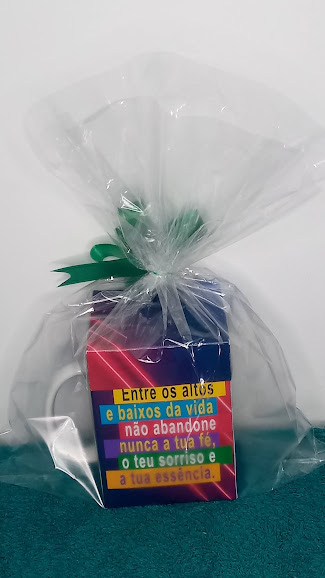 Entre os altos
e baixos da vida
não abandone
nunca a tua fé,
o teu sorriso e
a tua essência.